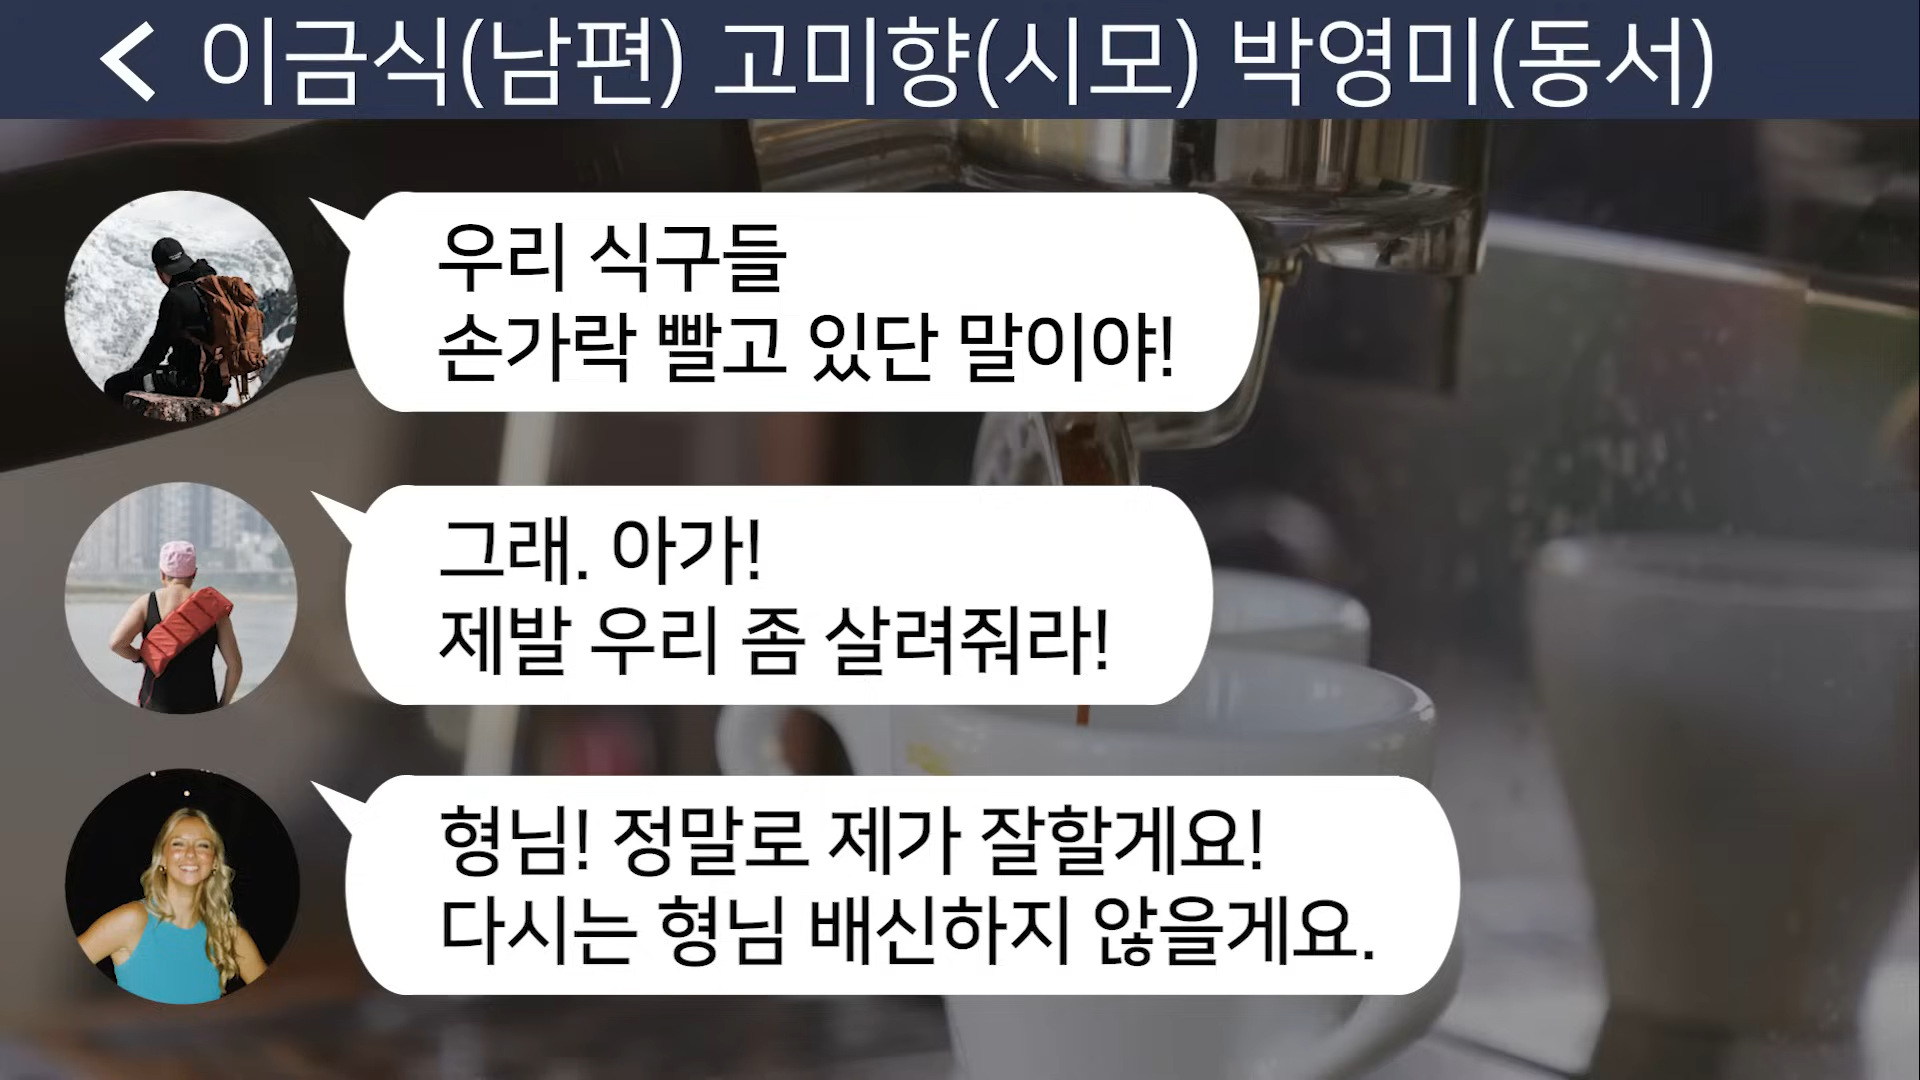 이금식(남편) 고미향(시모) 박영미(동서)
우리 식구들
손가락 빨고 있단 말이야!
그래. 아가!
제발 우리 좀 살려줘라!
형님! 정말로 제가 잘할게요!
다시는 형님 배신하지 않을게요.